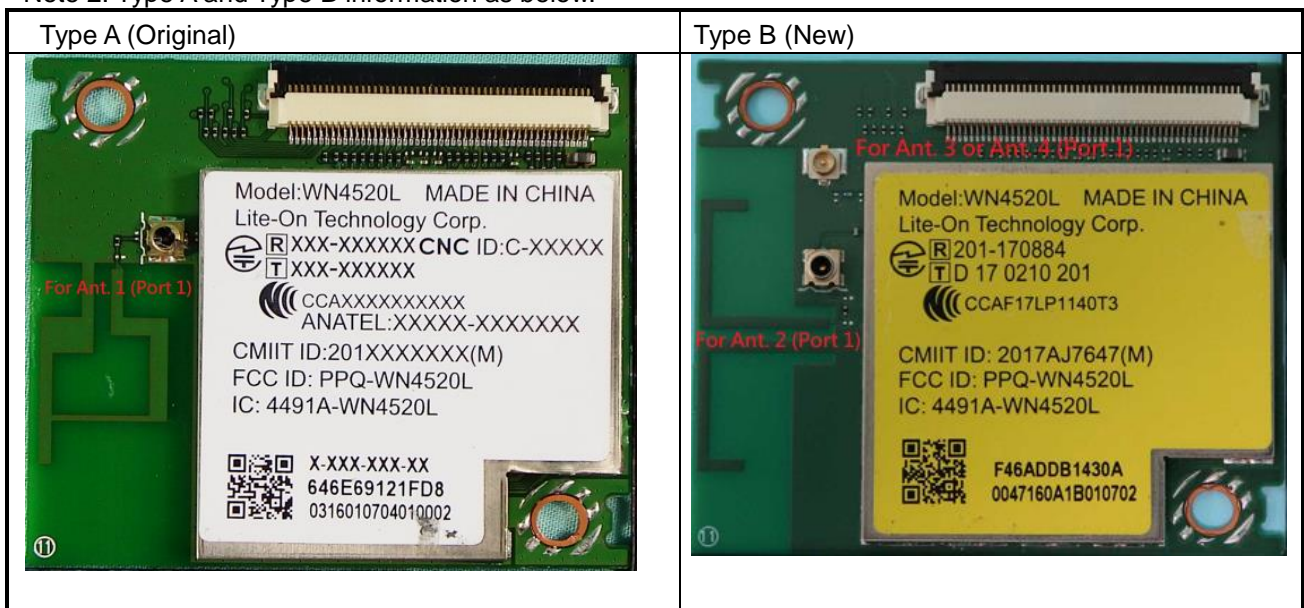 Note 2: Type A and Type B information as below:
Type A (Original)
Type B (New)
For Ant. 1 (Port 1)
Model:WN4520L MADE IN CHINA
Lite-On Technology Corp.
R XXX-XXXXXX CNC ID:C-XXXXX
T XXX-XXXXXX
CCAXXXXXXXXXX
ANATEL:XXXXX-XXXXXXX
CMIIT ID:201XXXXXXX(M)
FCC ID: PPQ-WN4520L
IC: 4491A-WN4520L
X-XXX-XXX-XX
646E69121FD8
0316010704010002
⑪
For Ant. 3 or Ant. 4 (Port 1)
For Ant. 2 (Port 1)
Model:WN4520L MADE IN CHINA
Lite-On Technology Corp.
R 201-170884
T D 17 0210 201
CCAF17LP1140T3
CMIIT ID: 2017AJ7647(M)
FCC ID: PPQ-WN4520L
IC: 4491A-WN4520L
F46ADDB1430A
0047160A1B010702
⑪